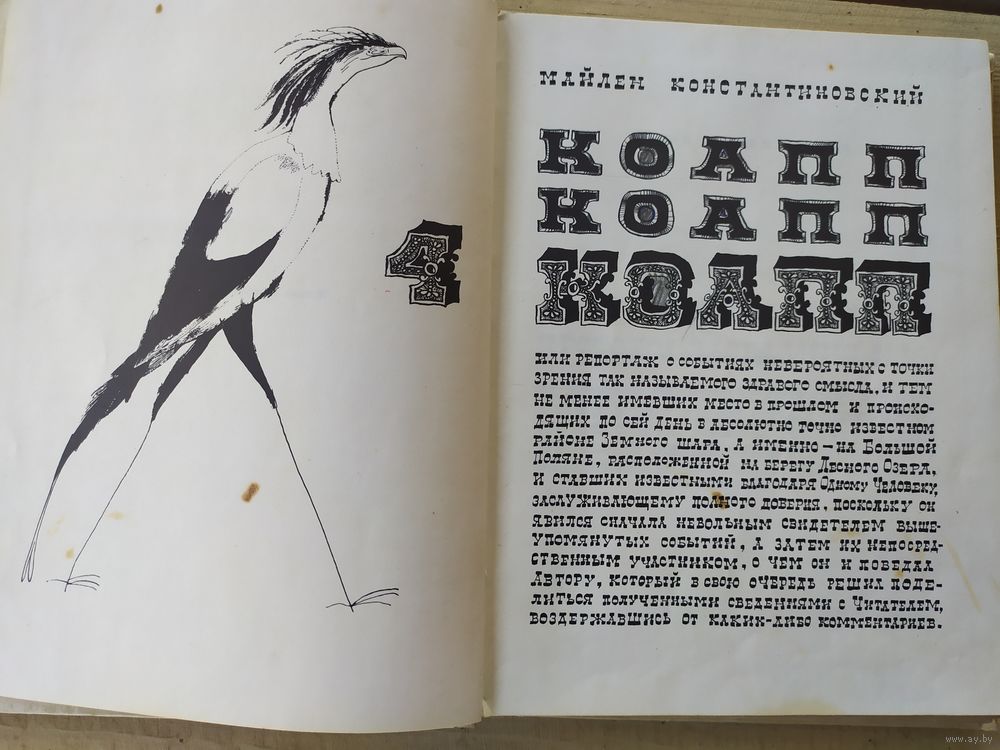 4
МАЙЛЕН КОНСТАНТИНОВСКИЙ
КОАПП
КОАПП
КОАПП
ИЛИ РЕПОРТАЖ О СОБЫТИЯХ НЕВЕРОЯТНЫХ С ТОЧКИ
ЗРЕНИЯ ТАК НАЗЫВАЕМОГО ЗДРАВОГО СМЫСЛА, И ТЕМ
НЕ МЕНЕЕ ИМЕВШИХ МЕСТО В ПРОШЛОМ И ПРОИСХО-
ДЯЩИХ ПО СЕЙ ДЕНЬ В АБСОЛЮТНО ТОЧНО ИЗВЕСТНОМ
РАЙОНЕ ЗЕМНОГО ШАРА, А ИМЕННО — НА БОЛЬШОЙ
ПОЛЯНЕ, РАСПОЛОЖЕННОЙ НА БЕРЕГУ ЛЕСНОГО ОЗЕРА,
И СТАВШИХ ИЗВЕСТНЫМИ БЛАГОДАРЯ ОДНОМУ ЧЕЛОВЕКУ,
ЗАСЛУЖИВАЮЩЕМУ ПОЛНОГО ДОВЕРИЯ, ПОСКОЛЬКУ ОН
ЯВИЛСЯ СНАЧАЛА НЕВОЛЬНЫМ СВИДЕТЕЛЕМ ВЫШЕ-
УПОМЯНУТЫХ СОБЫТИЙ, А ЗАТЕМ ИХ НЕПОСРЕД-
СТВЕННЫМ УЧАСТНИКОМ, О ЧЕМ ОН И ПОВЕДАЛ
АВТОРУ, КОТОРЫЙ В СВОЮ ОЧЕРЕДЬ РЕШИЛ ПОДЕ-
ЛИТЬСЯ ПОЛУЧЕННЫМИ СВЕДЕНИЯМИ С ЧИТАТЕЛЕМ,
ВОЗДЕРЖАВШИСЬ ОТ КАКИХ-ЛИБО КОММЕНТАРИЕВ.
www.ay.by